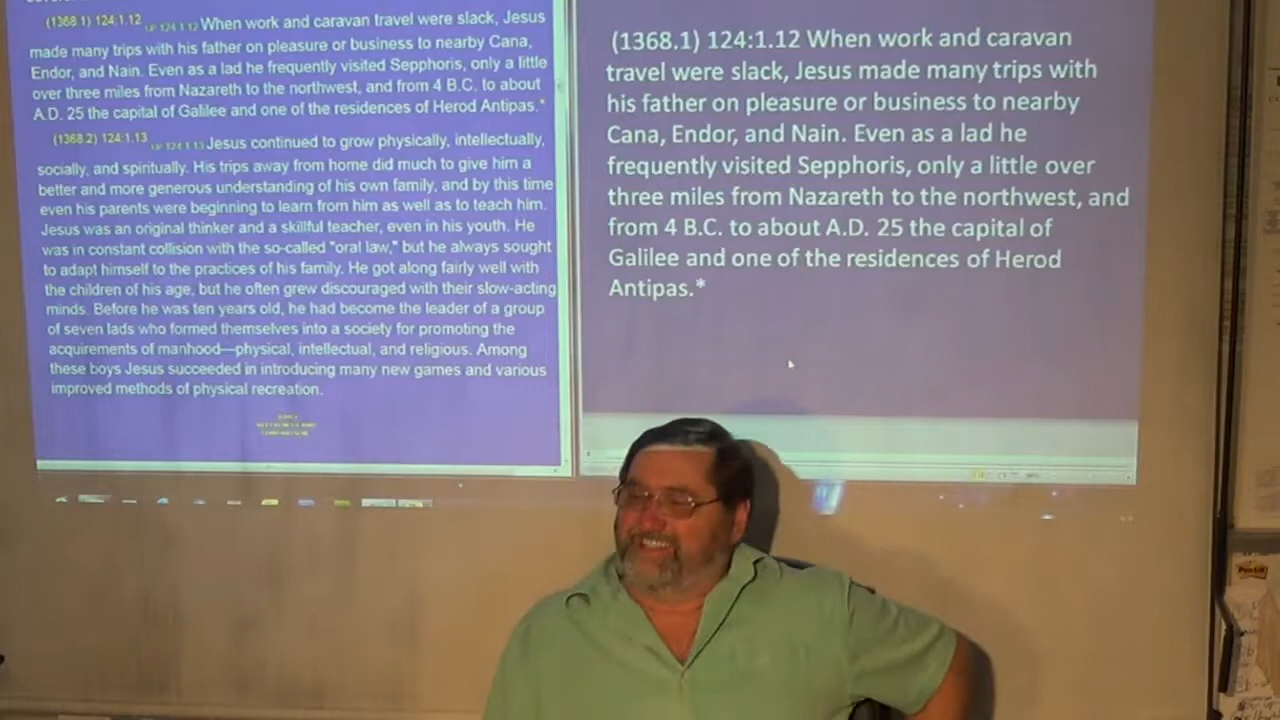 (1368.1) 124:1.12 UP 124:1.12 When work and caravan travel were slack, Jesus
made many trips with his father on pleasure or business to nearby Cana,
Endor, and Nain. Even as a lad he frequently visited Sepphoris, only a little
over three miles from Nazareth to the northwest, and from 4 B.C. to about
A.D. 25 the capital of Galilee and one of the residences of Herod Antipas.*
(1368.2) 124:1.13 UP 124:1.13 Jesus continued to grow physically, intellectually,
socially, and spiritually. His trips away from home did much to give him a
better and more generous understanding of his own family, and by this time
even his parents were beginning to learn from him as well as to teach him.
Jesus was an original thinker and a skillful teacher, even in his youth. He
was in constant collision with the so-called "oral law," but he always sought
to adapt himself to the practices of his family. He got along fairly well with
the children of his age, but he often grew discouraged with their slow-acting
minds. Before he was ten years old, he had become the leader of a group
of seven lads who formed themselves into a society for promoting the
acquirements of manhood—physical, intellectual, and religious. Among
these boys Jesus succeeded in introducing many new games and various
improved methods of physical recreation.
(1368.1) 124:1.12 When work and caravan
travel were slack, Jesus made many trips with
his father on pleasure or business to nearby
Cana, Endor, and Nain. Even as a lad he
frequently visited Sepphoris, only a little over
three miles from Nazareth to the northwest, and
from 4 B.C. to about A.D. 25 the capital of
Galilee and one of the residences of Herod
Antipas.*
Post-it